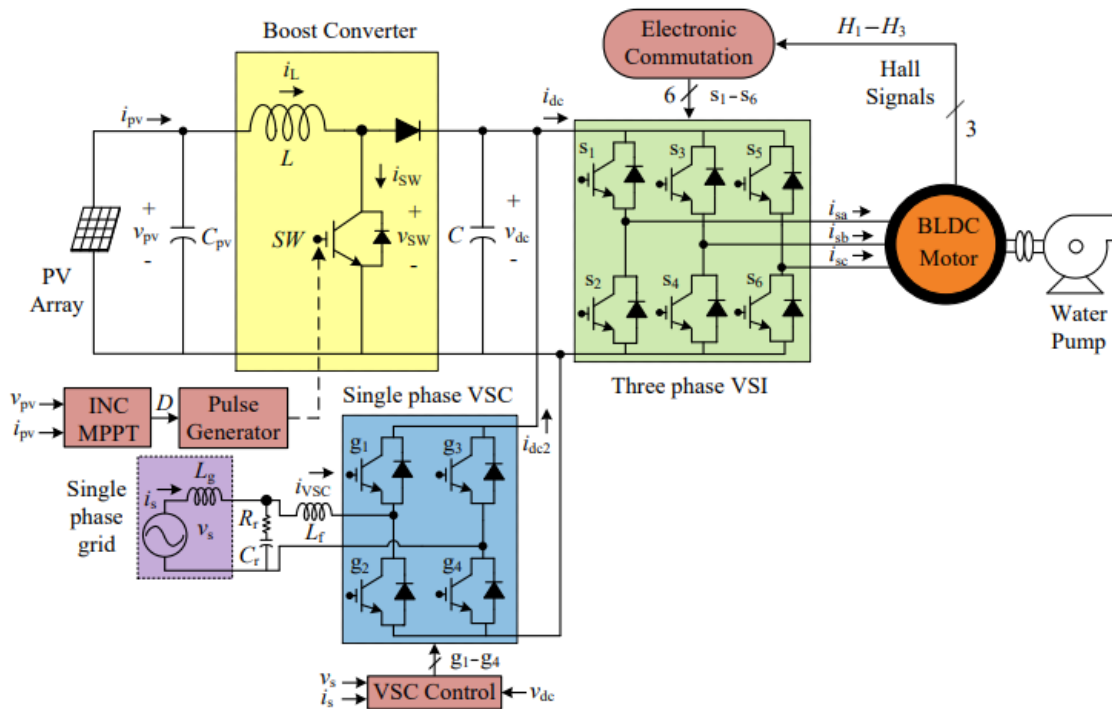 Boost Converter
Electronic
Commutation
H1−H3
Hall
Signals
3
6
s1−s6
iL
ipv
L
iSW
idc
+
vpv
-
Cpv
SW
+
vSW
-
C
+
vdc
-
PV
Array
s1
s3
s5
s2
s4
s6
isa
isb
isc
BLDC
Motor
Water
Pump
Three phase VSI
vpv
ipv
INC
MPPT
D
Pulse
Generator
Single phase VSC
idc2
Single
phase
grid
is
Lg
vs
Rr
Cr
iVSC
Lf
g1
g3
g2
g4
g1-g4
vs
is
VSC Control
vdc